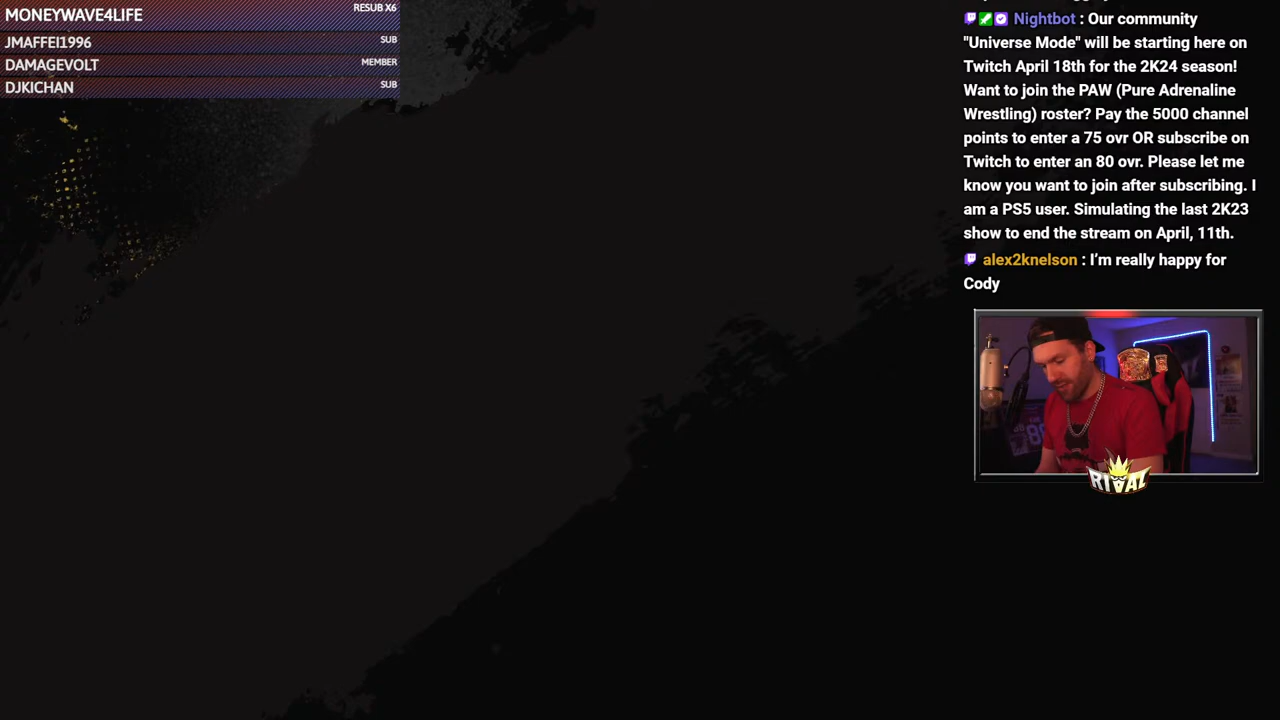 MONEYWAVE4LIFE RESUB X6
JMAFFEI1996 SUB
DAMAGEVOLT MEMBER
DJKICHAN SUB
Nightbot : Our community
"Universe Mode" will be starting here on
Twitch April 18th for the 2K24 season!
Want to join the PAW (Pure Adrenaline
Wrestling) roster? Pay the 5000 channel
points to enter a 75 ovr OR subscribe on
Twitch to enter an 80 ovr. Please let me
know you want to join after subscribing. I
am a PS5 user. Simulating the last 2K23
show to end the stream on April, 11th.
alex2knelson : I’m really happy for
Cody
RIVAL